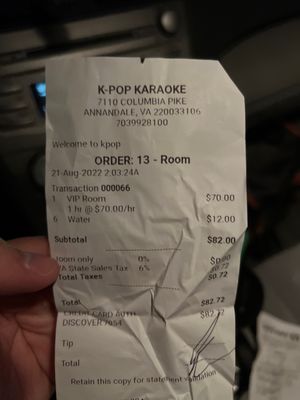 K-POP KARAOKE
7110 COLUMBIA PIKE
ANNANDALE, VA 220033106
7039928100
Welcome to kpop
ORDER: 13 - Room
21-Aug-2022 2:03:24A
Transaction 000066
1 VIP Room $70.00
1 hr @ $70.00/hr
6 Water $12.00
Subtotal $82.00
Room only 0% $0.00
VA State Sales Tax 6% $0.72
Total Taxes $0.72
Total $82.72
CREDIT CARD AUTH $82.72
DISCOVER 7054
Tip
Total
Retain this copy for statement validation